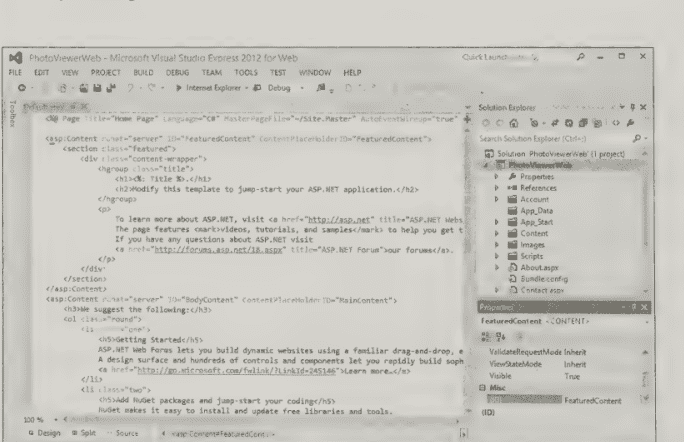 PhotoViewerWeb - Microsoft Visual Studio Express 2012 for Web
Quick Launch
FILE EDIT VIEW PROJECT BUILD DEBUG TEAM TOOLS TEST WINDOW HELP
Internet Explorer Debug
Toolbox
<%@ Page Title="Home Page" Language="C#" MasterPageFile="~/Site.Master" AutoEventWireup="true"
<asp:Content runat="server" ID="FeaturedContent" ContentPlaceHolderID="FeaturedContent">
<section class="featured">
<div class="content-wrapper">
<hgroup class="title">
<h1><%: Title %>.</h1>
<h2>Modify this template to jump-start your ASP.NET application.</h2>
</hgroup>
<p>
To learn more about ASP.NET, visit <a href="http://asp.net" title="ASP.NET Webs
The page features <mark>videos, tutorials, and samples</mark> to help you get t
If you have any questions about ASP.NET visit
<a href="http://forums.asp.net/18.aspx" title="ASP.NET Forum">our forums</a>.
</p>
</div>
</section>
</asp:Content>
<asp:Content runat="server" ID="BodyContent" ContentPlaceHolderID="MainContent">
<h3>We suggest the following:</h3>
<ol class="round">
<li class="one">
<h5>Getting Started</h5>
ASP.NET Web Forms lets you build dynamic websites using a familiar drag-and-drop, e
A design surface and hundreds of controls and components let you rapidly build soph
<a href="http://go.microsoft.com/fwlink/?LinkId=245146">Learn more…</a>
</li>
<li class="two">
<h5>Add NuGet packages and jump-start your coding</h5>
NuGet makes it easy to install and update free libraries and tools.
100 %
Design Split Source <asp:Content#FeaturedCont...>
Solution Explorer
Search Solution Explorer (Ctrl+;)
Solution 'PhotoViewerWeb' (1 project)
PhotoViewerWeb
Properties
References
Account
App_Data
App_Start
Content
Images
Scripts
About.aspx
Bundle.config
Contact.aspx
Properties
FeaturedContent <CONTENT>
ValidateRequestMode Inherit
ViewStateMode Inherit
Visible True
Misc
FeaturedContent
(ID)